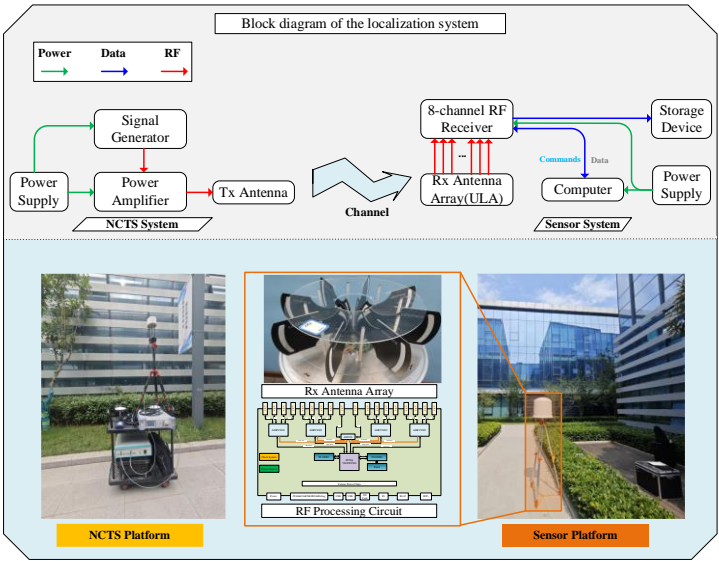 Block diagram of the localization system
Power
Data
RF
Signal
Generator
8-channel RF
Receiver
Storage
Device
...
Commands
Data
Power
Supply
Power
Amplifier
Tx Antenna
Channel
Rx Antenna
Array(ULA)
Computer
Power
Supply
NCTS System
Sensor System
Rx Antenna Array
RF Processing Circuit
NCTS Platform
Sensor Platform